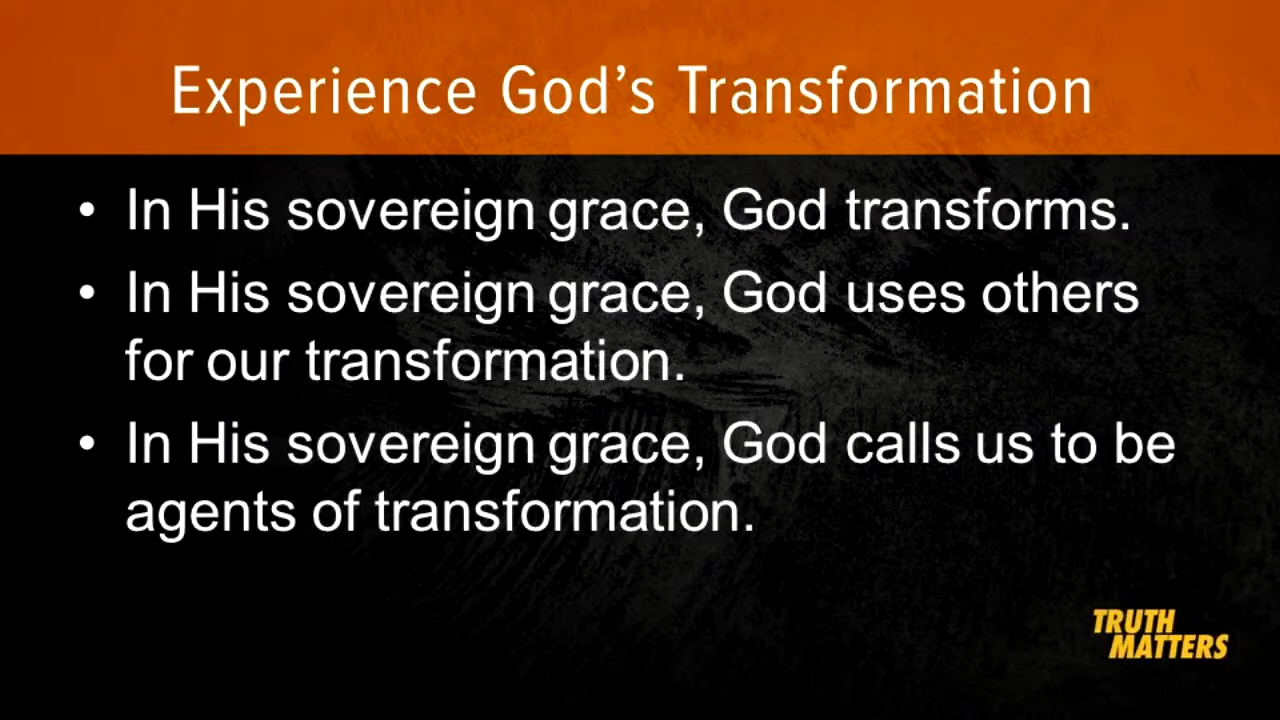 Experience God’s Transformation
• In His sovereign grace, God transforms.
• In His sovereign grace, God uses others
for our transformation.
• In His sovereign grace, God calls us to be
agents of transformation.
TRUTH
MATTERS